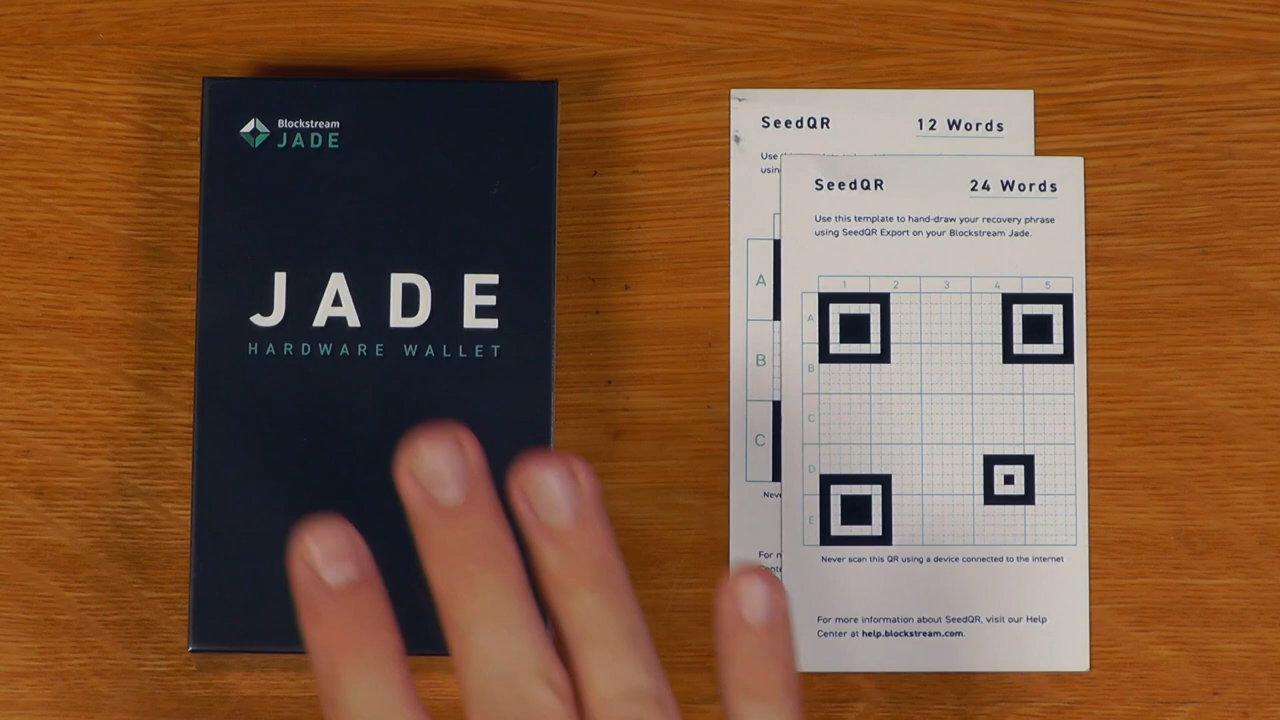 Blockstream
JADE
JADE
HARDWARE WALLET
SeedQR
12 Words
Use
A
B
C
SeedQR
24 Words
Use this template to hand-draw your recovery phrase
using SeedQR Export on your Blockstream Jade.
1 2 3 4 5
A
B
C
D
E
Never scan this QR using a device connected to the internet
For more information about SeedQR, visit our Help
Center at help.blockstream.com.